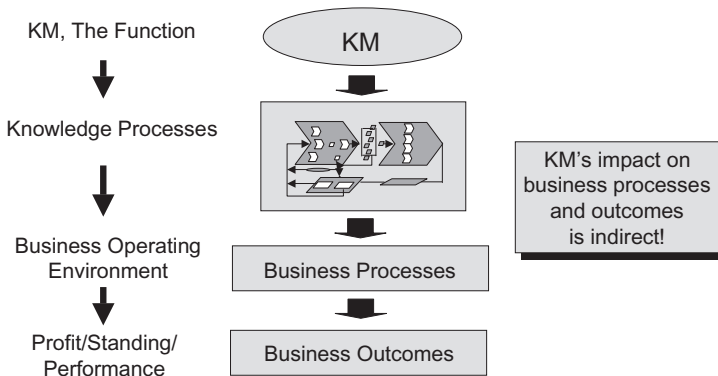 KM, The Function
KM
Knowledge Processes
KM's impact on
business processes
and outcomes
is indirect!
Business Operating
Environment
Business Processes
Profit/Standing/
Performance
Business Outcomes